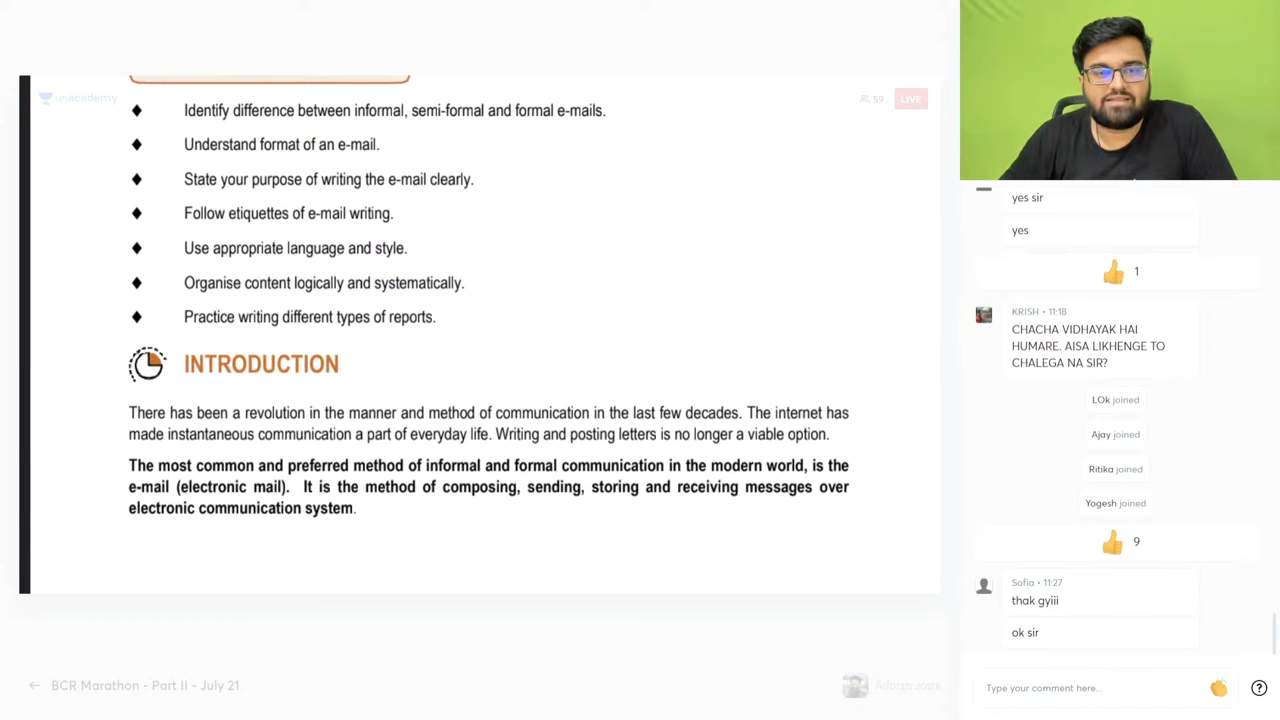 unacademy
59
LIVE
Identify difference between informal, semi-formal and formal e-mails.
Understand format of an e-mail.
State your purpose of writing the e-mail clearly.
Follow etiquettes of e-mail writing.
Use appropriate language and style.
Organise content logically and systematically.
Practice writing different types of reports.
INTRODUCTION
There has been a revolution in the manner and method of communication in the last few decades. The internet has
made instantaneous communication a part of everyday life. Writing and posting letters is no longer a viable option.
The most common and preferred method of informal and formal communication in the modern world, is the
e-mail (electronic mail). It is the method of composing, sending, storing and receiving messages over
electronic communication system.
BCR Marathon - Part II - July 21
yes sir
yes
1
KRISH • 11:18
CHACHA VIDHAYAK HAI
HUMARE. AISA LIKHENGE TO
CHALEGA NA SIR?
LOk joined
Ajay joined
Ritika joined
Yogesh joined
9
Sofia • 11:27
thak gyiii
ok sir
Type your comment here...